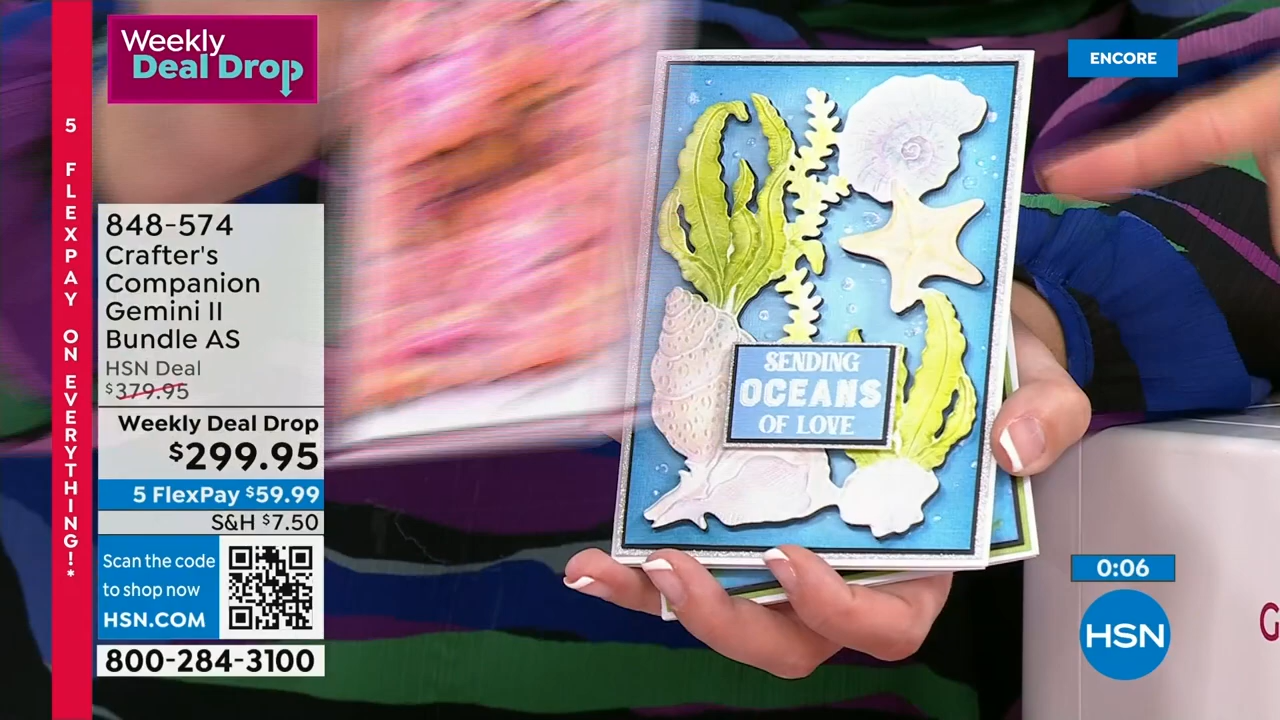 Weekly
Deal Drop
ENCORE
5 FLEXPAY ON EVERYTHING!*
848-574
Crafter's
Companion
Gemini II
Bundle AS
HSN Deal
$379.95
Weekly Deal Drop
$299.95
5 FlexPay $59.99
S&H $7.50
Scan the code
to shop now
HSN.COM
800-284-3100
SENDING
OCEANS
OF LOVE
0:06
HSN
G